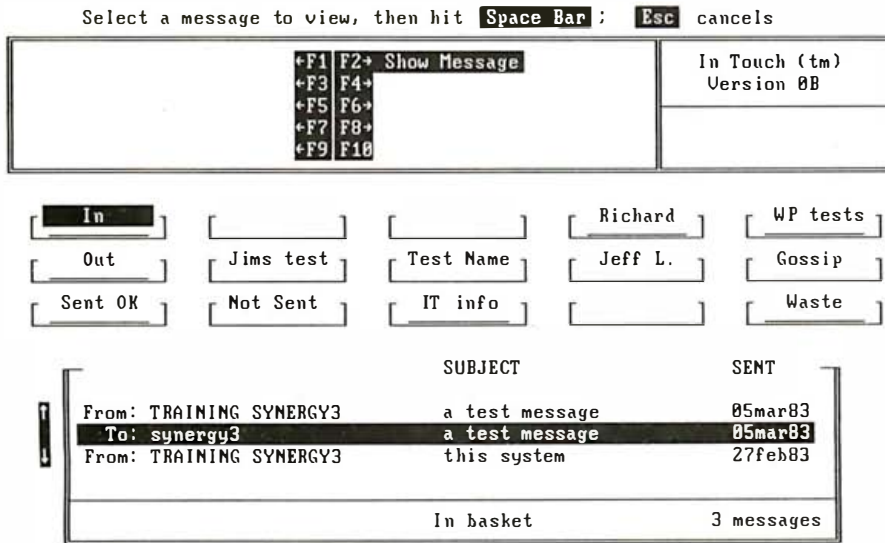 Select a message to view, then hit Space Bar ; Esc cancels
←F1 F2→ Show Message
←F3 F4→
←F5 F6→
←F7 F8→
←F9 F10
In Touch (tm)
Version 0B
In Richard WP tests
Out Jims test Test Name Jeff L. Gossip
Sent OK Not Sent IT info Waste
SUBJECT SENT
From: TRAINING SYNERGY3 a test message 05mar83
To: synergy3 a test message 05mar83
From: TRAINING SYNERGY3 this system 27feb83
In basket 3 messages